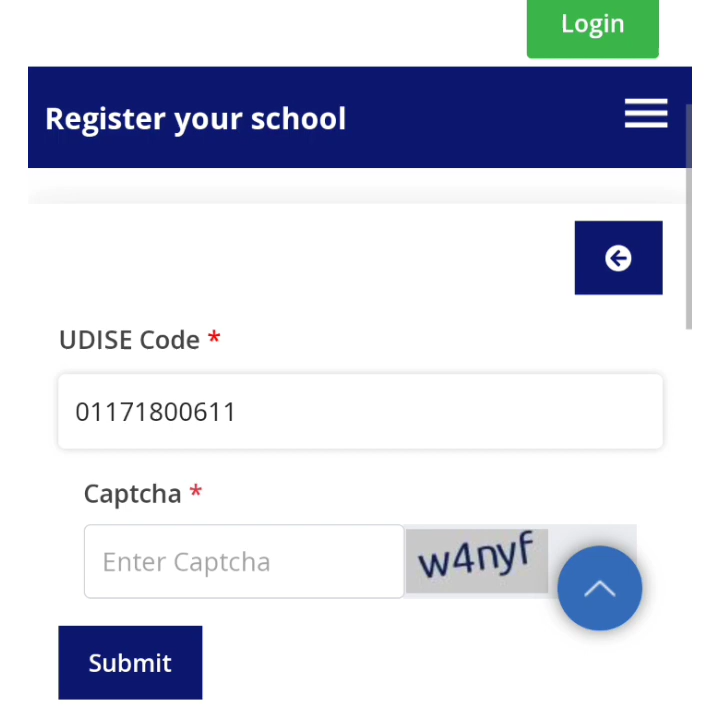 Login
Register your school
UDISE Code *
01171800611
Captcha *
Enter Captcha
w4nyf
Submit